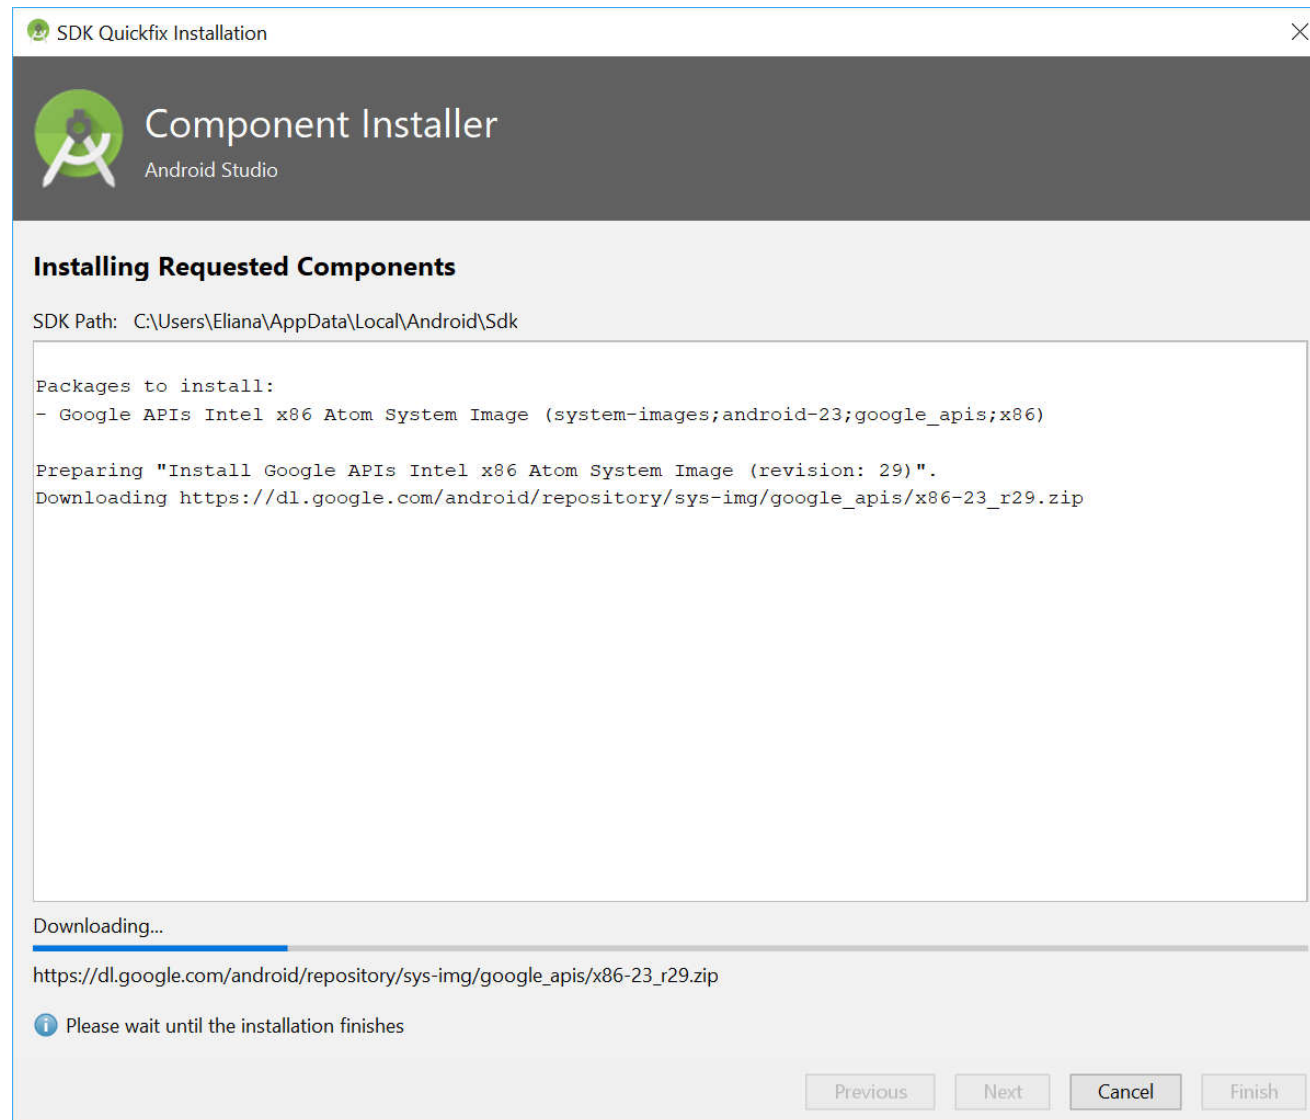 SDK Quickfix Installation
Component Installer
Android Studio
Installing Requested Components
SDK Path: C:\Users\Eliana\AppData\Local\Android\Sdk
Packages to install:
- Google APIs Intel x86 Atom System Image (system-images;android-23;google_apis;x86)
Preparing "Install Google APIs Intel x86 Atom System Image (revision: 29)".
Downloading https://dl.google.com/android/repository/sys-img/google_apis/x86-23_r29.zip
Downloading...
https://dl.google.com/android/repository/sys-img/google_apis/x86-23_r29.zip
Please wait until the installation finishes
Previous Next Cancel Finish